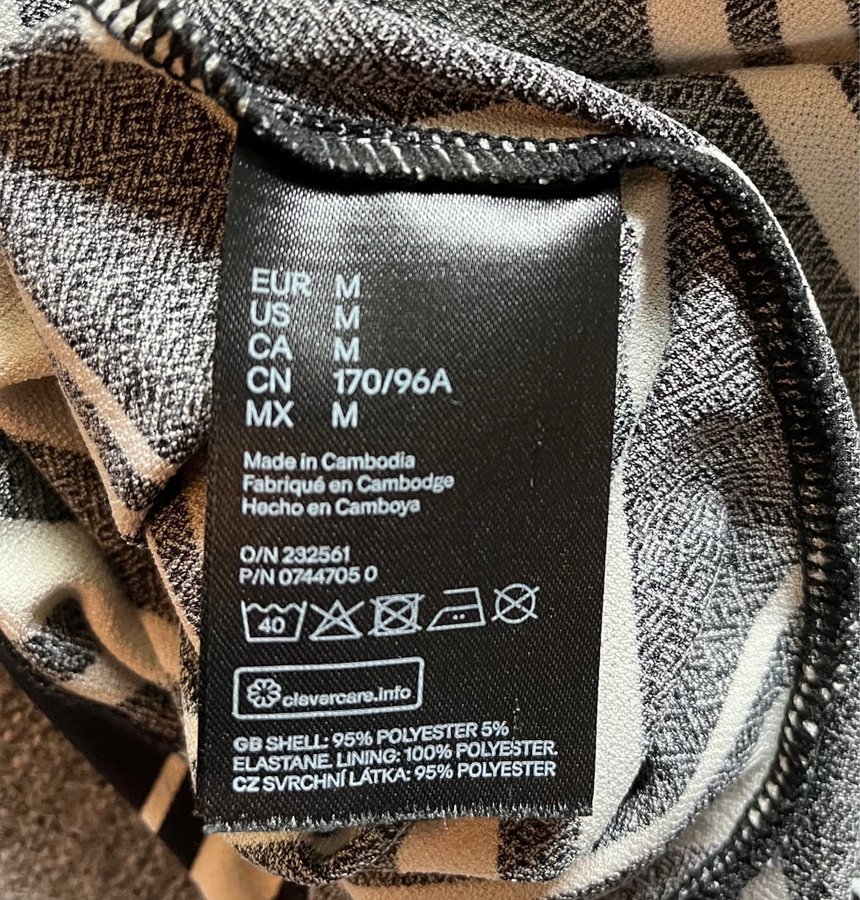 EUR M
US M
CA M
CN 170/96A
MX M
Made in Cambodia
Fabriqué en Cambodge
Hecho en Camboya
O/N 232561
P/N 0744705 0
40
clevercare.info
GB SHELL: 95% POLYESTER 5%
ELASTANE. LINING: 100% POLYESTER.
CZ SVRCHNÍ LÁTKA: 95% POLYESTER